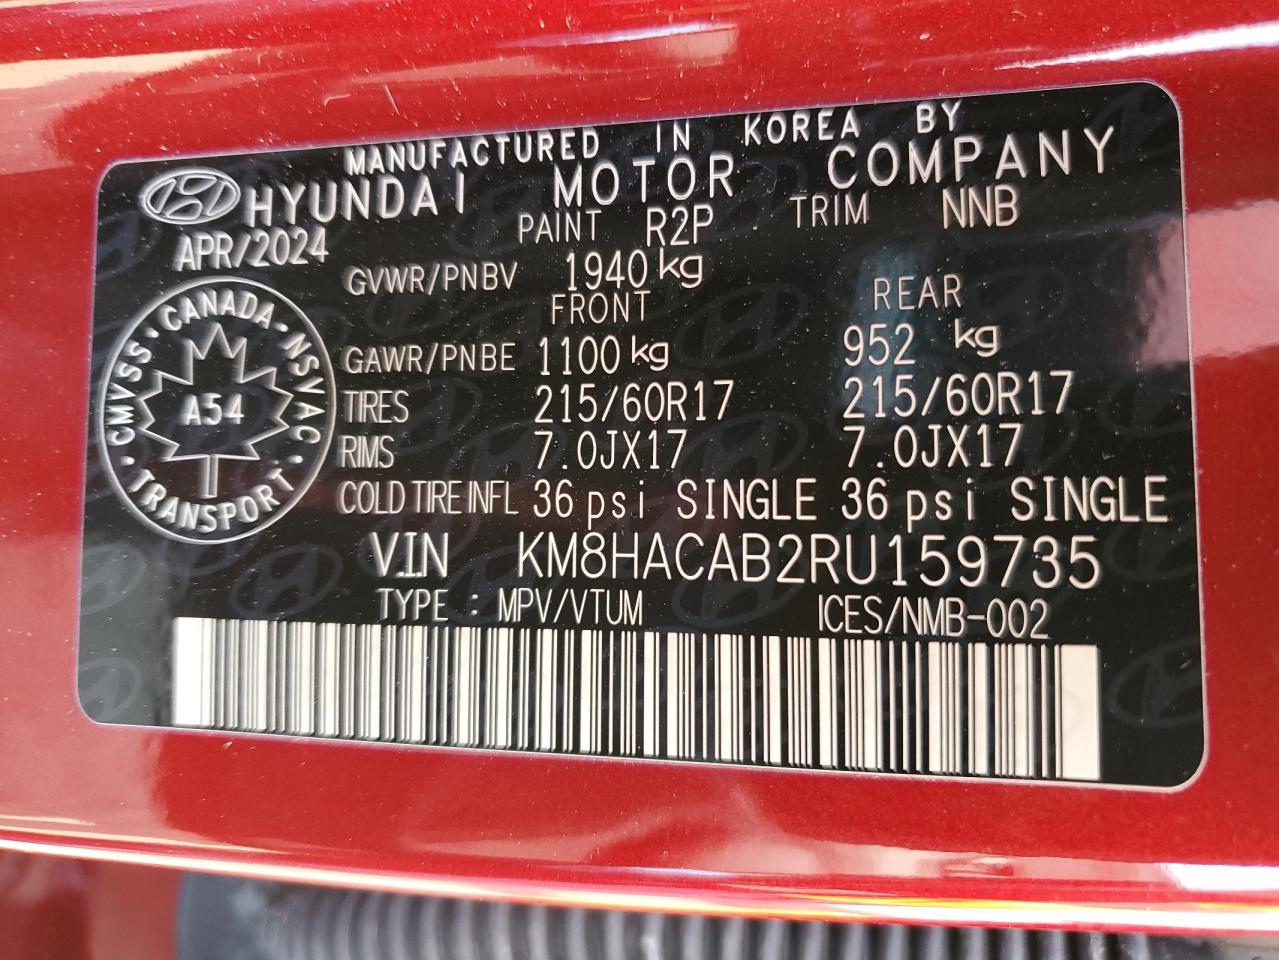 MANUFACTURED IN KOREA BY
HYUNDAI MOTOR COMPANY
APR/2024 PAINT R2P TRIM NNB
GVWR/PNBV 1940 kg
FRONT REAR
GAWR/PNBE 1100 kg 952 kg
TIRES 215/60R17 215/60R17
RIMS 7.0JX17 7.0JX17
COLD TIRE INFL 36 psi SINGLE 36 psi SINGLE
VIN KM8HACAB2RU159735
TYPE : MPV/VTUM ICES/NMB-002
CMVSS · CANADA · NSVAC · TRANSPORT ·
A54